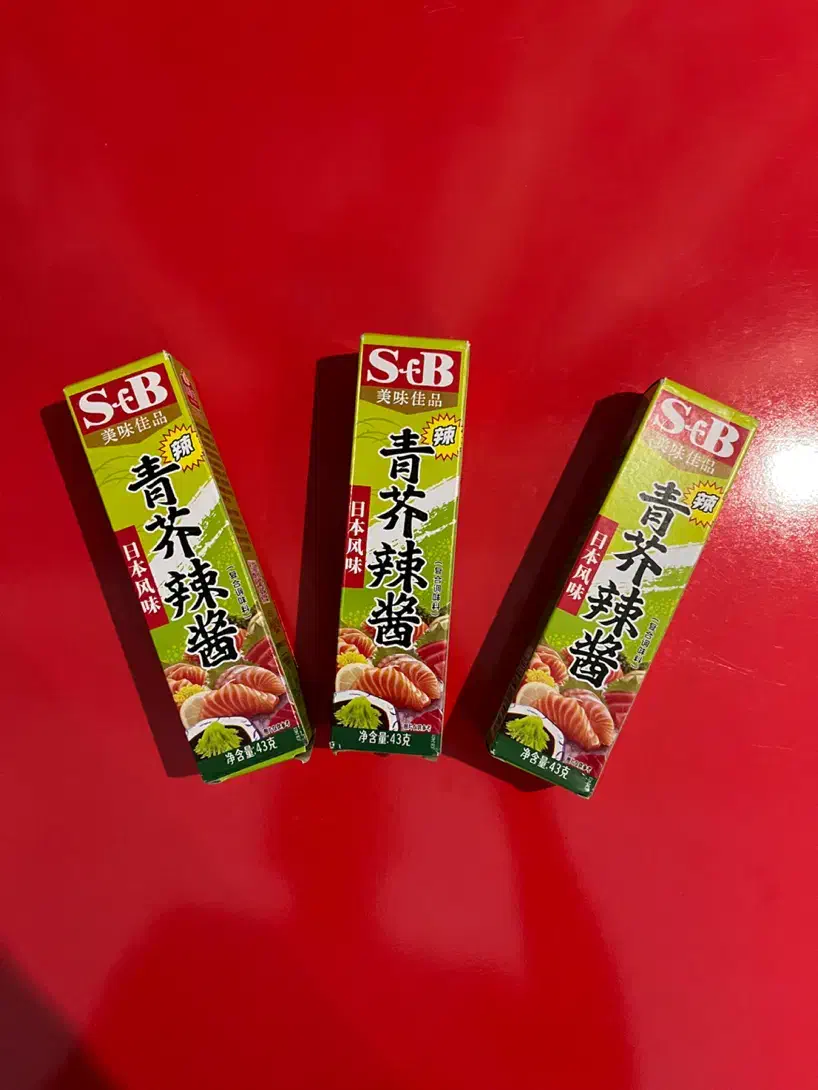 S&B
美味佳品
辣
青芥辣酱
日本风味
(复合调味料)
净含量:43克
S&B
美味佳品
辣
青芥辣酱
日本风味
(复合调味料)
净含量:43克
S&B
美味佳品
辣
青芥辣酱
日本风味
(复合调味料)
净含量:43克